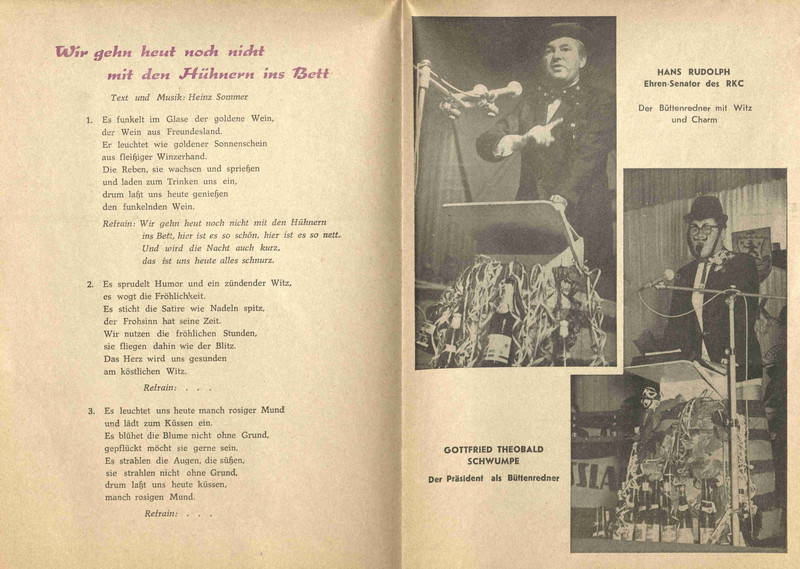 Wir gehn heut noch nicht
mit den Hühnern ins Bett
Text und Musik: Heinz Sommer
1. Es funkelt im Glase der goldene Wein,
der Wein aus Freundesland.
Er leuchtet wie goldener Sonnenschein
aus fleißiger Winzerhand.
Die Reben, sie wachsen und sprießen
und laden zum Trinken uns ein,
drum laßt uns heute genießen
den funkelnden Wein.
Refrain: Wir gehn heut noch nicht mit den Hühnern
ins Bett, hier ist es so schön, hier ist es so nett.
Und wird die Nacht auch kurz,
das ist uns heute alles schnurz.
2. Es sprudelt Humor und ein zündender Witz,
es wogt die Fröhlichkeit.
Es sticht die Satire wie Nadeln spitz,
der Frohsinn hat seine Zeit.
Wir nutzen die fröhlichen Stunden,
sie fliegen dahin wie der Blitz.
Das Herz wird uns gesunden
am köstlichen Witz.
Refrain: . . .
3. Es leuchtet uns heute manch rosiger Mund
und lädt zum Küssen ein.
Es blühet die Blume nicht ohne Grund,
gepflückt möcht sie gerne sein.
Es strahlen die Augen, die süßen,
sie strahlen nicht ohne Grund,
drum laßt uns heute küssen,
manch rosigen Mund.
Refrain: . . .
HANS RUDOLPH
Ehren-Senator des RKC
Der Büttenredner mit Witz
und Charm
GOTTFRIED THEOBALD
SCHWUMPE
Der Präsident als Büttenredner